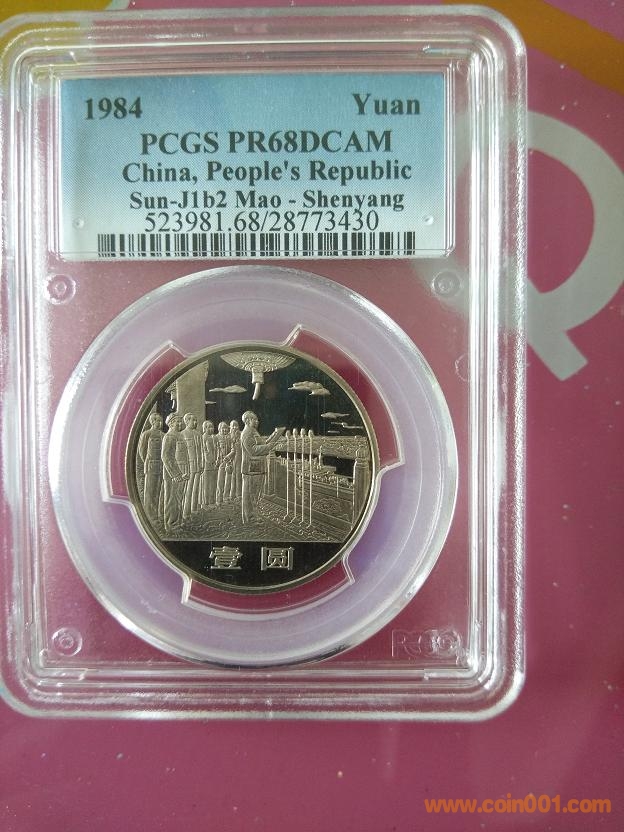 1984 Yuan
PCGS PR68DCAM
China, People's Republic
Sun-J1b2 Mao - Shenyang
523981.68/28773430
壹圆
PCGS
www.coin001.com